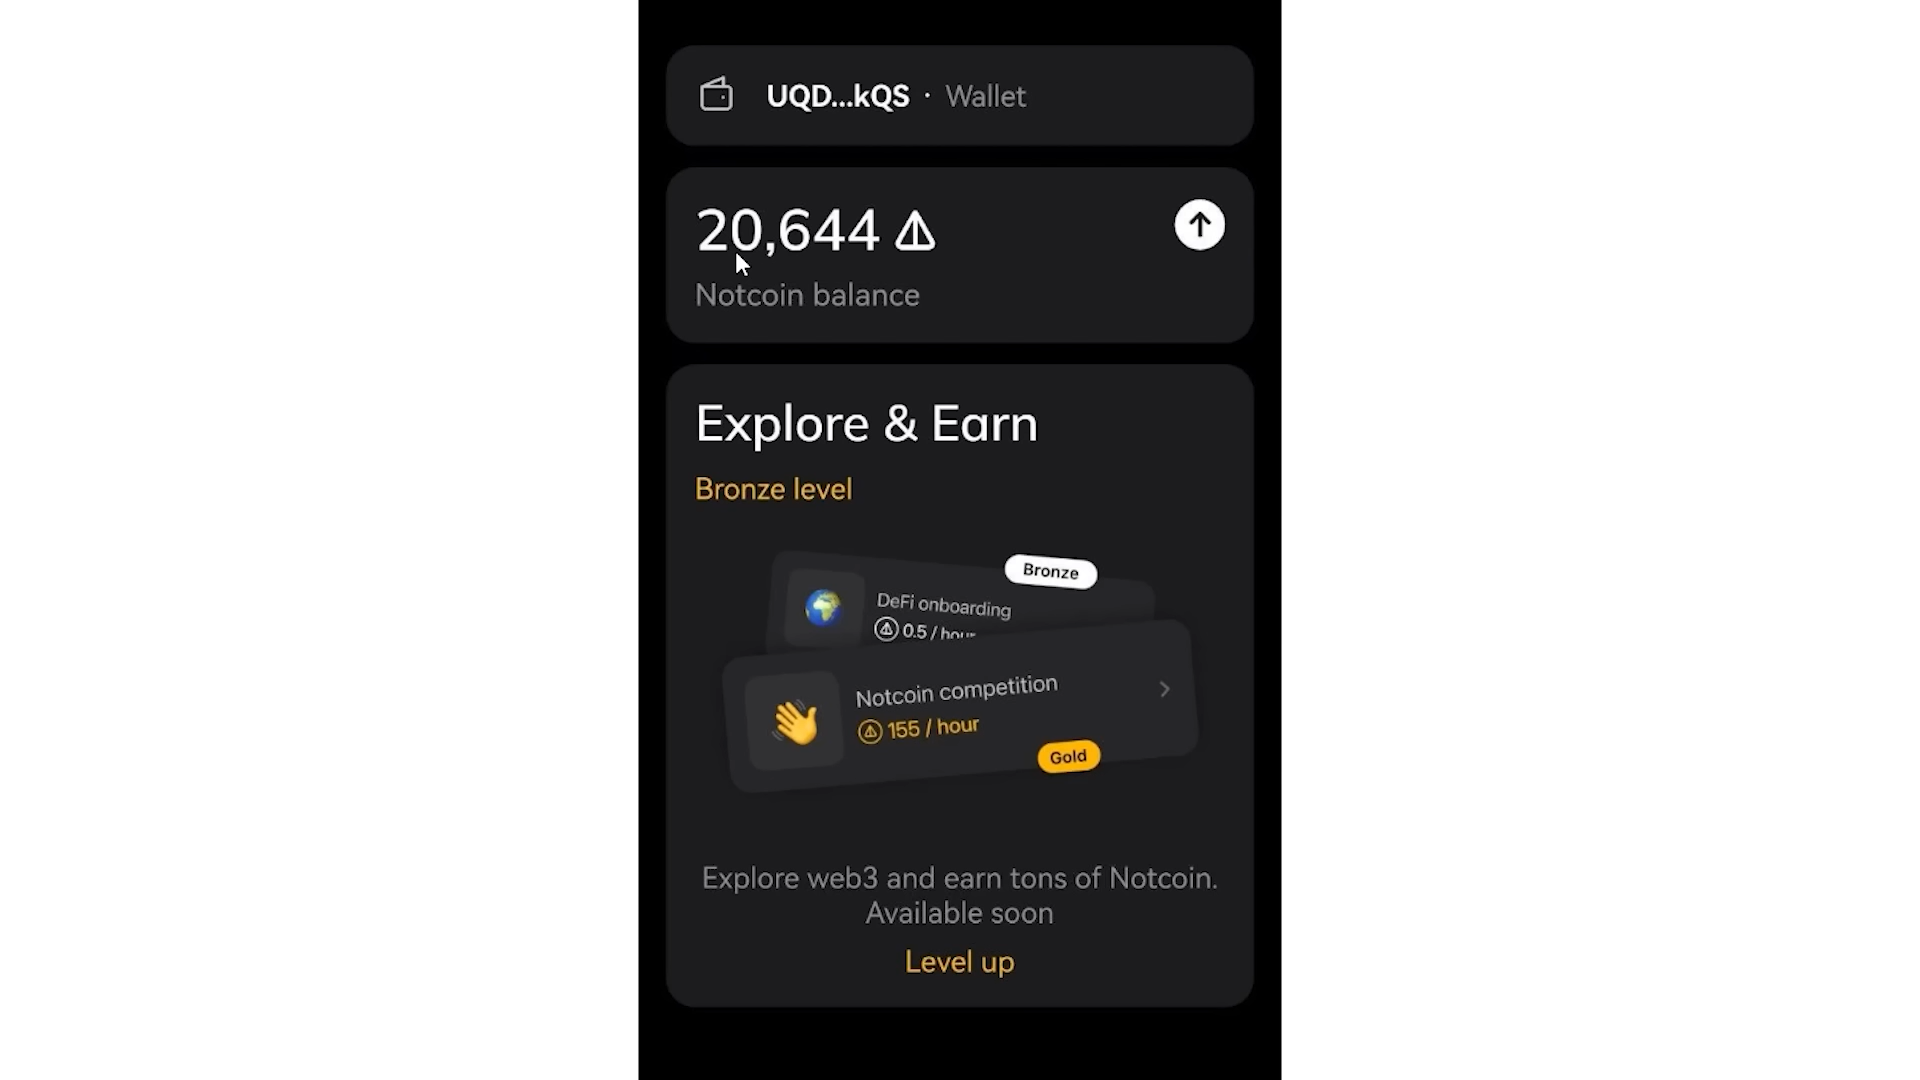 UQD...kQS · Wallet
20,644
Notcoin balance
Explore & Earn
Bronze level
Bronze
DeFi onboarding
0.5 / hour
Notcoin competition
155 / hour
Gold
Explore web3 and earn tons of Notcoin.
Available soon
Level up